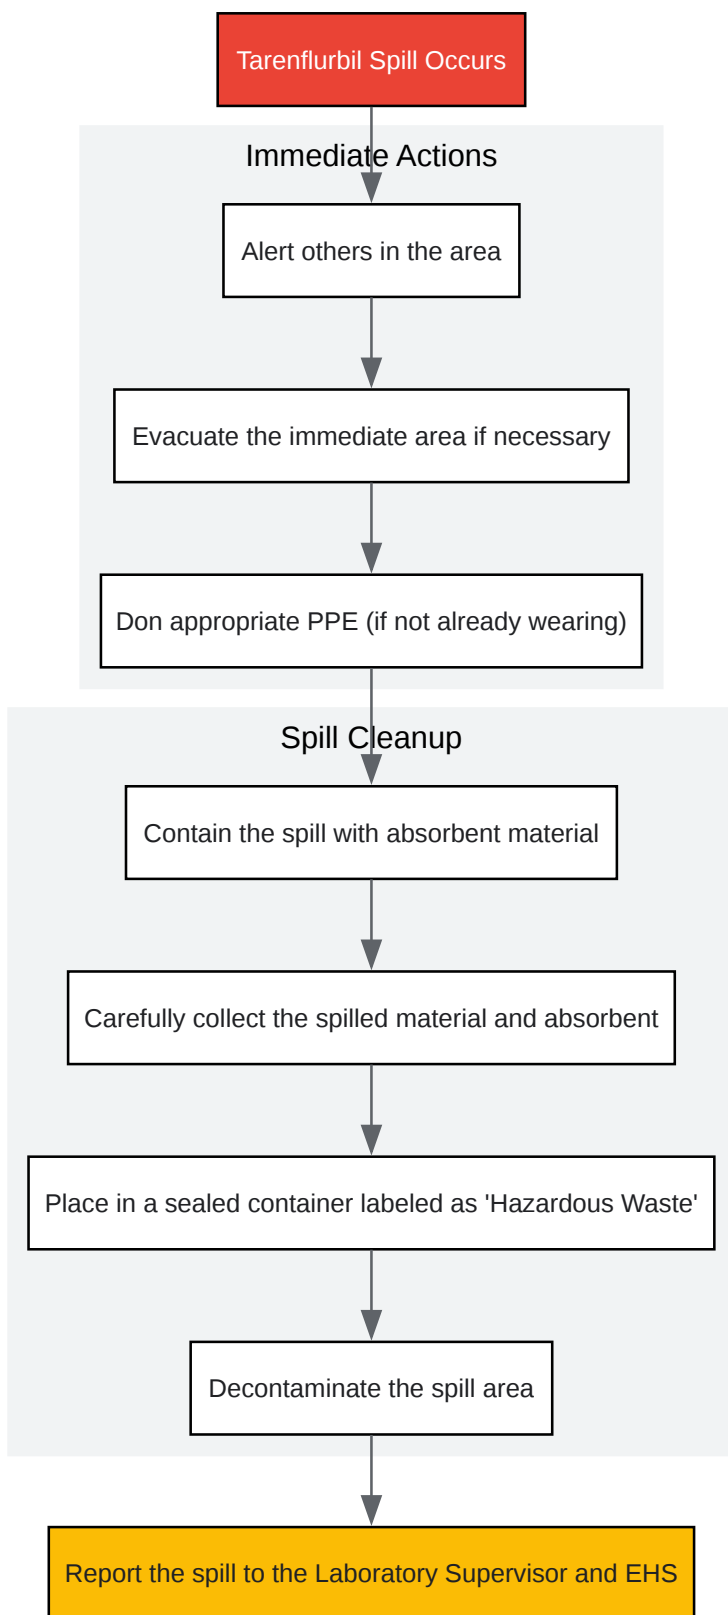 Tarenflurbil Spill Occurs
Immediate Actions
Alert others in the area
Evacuate the immediate area if necessary
Don appropriate PPE (if not already wearing)
Spill Cleanup
Contain the spill with absorbent material
Carefully collect the spilled material and absorbent
Place in a sealed container labeled as 'Hazardous Waste'
Decontaminate the spill area
Report the spill to the Laboratory Supervisor and EHS